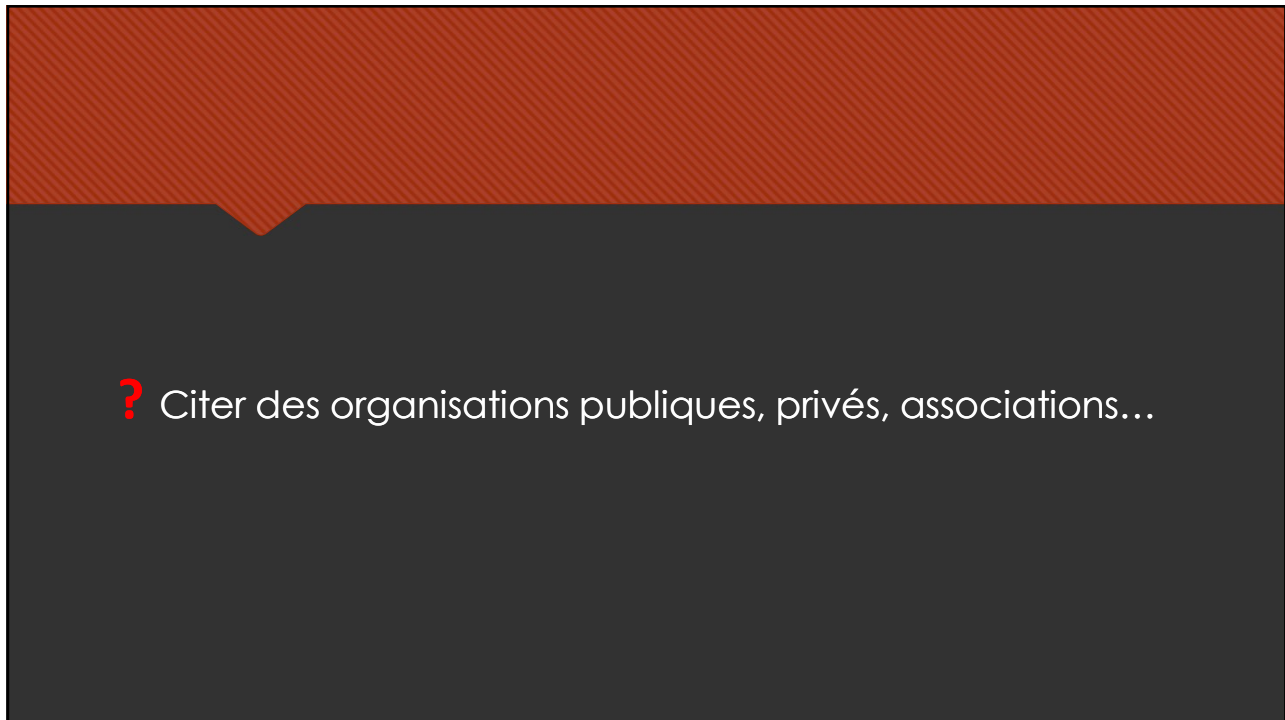 ? Citer des organisations publiques, privés, associations…